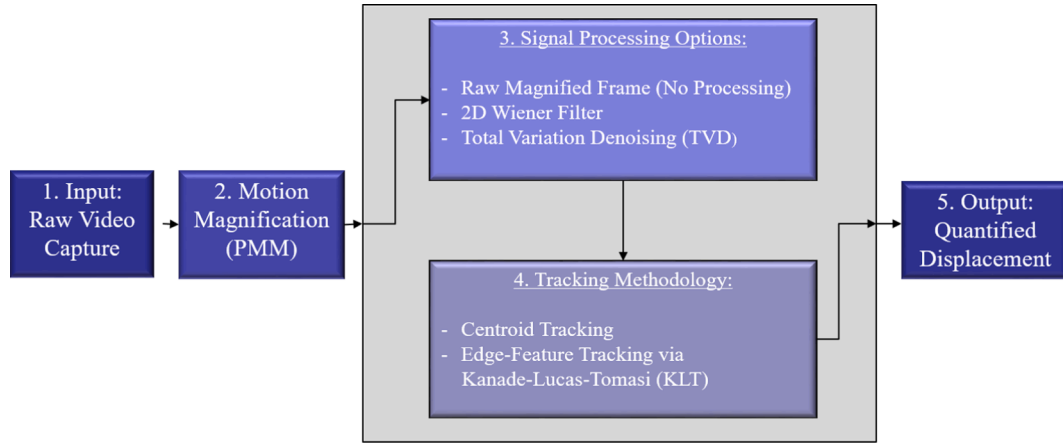 1. Input:
Raw Video
Capture
2. Motion
Magnification
(PMM)
3. Signal Processing Options:
- Raw Magnified Frame (No Processing)
- 2D Wiener Filter
- Total Variation Denoising (TVD)
4. Tracking Methodology:
- Centroid Tracking
- Edge-Feature Tracking via
Kanade-Lucas-Tomasi (KLT)
5. Output:
Quantified
Displacement